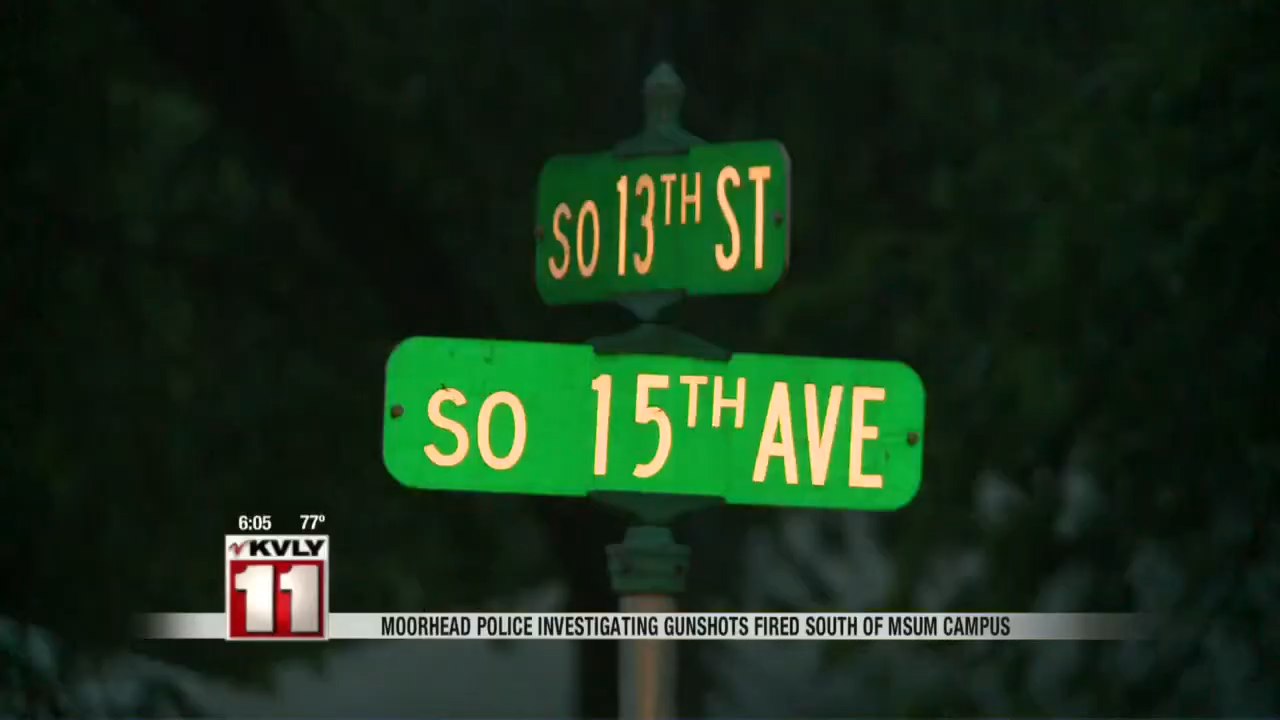 SO 13TH ST
SO 15TH AVE
6:05 77º
KVLY
11
MOORHEAD POLICE INVESTIGATING GUNSHOTS FIRED SOUTH OF MSUM CAMPUS